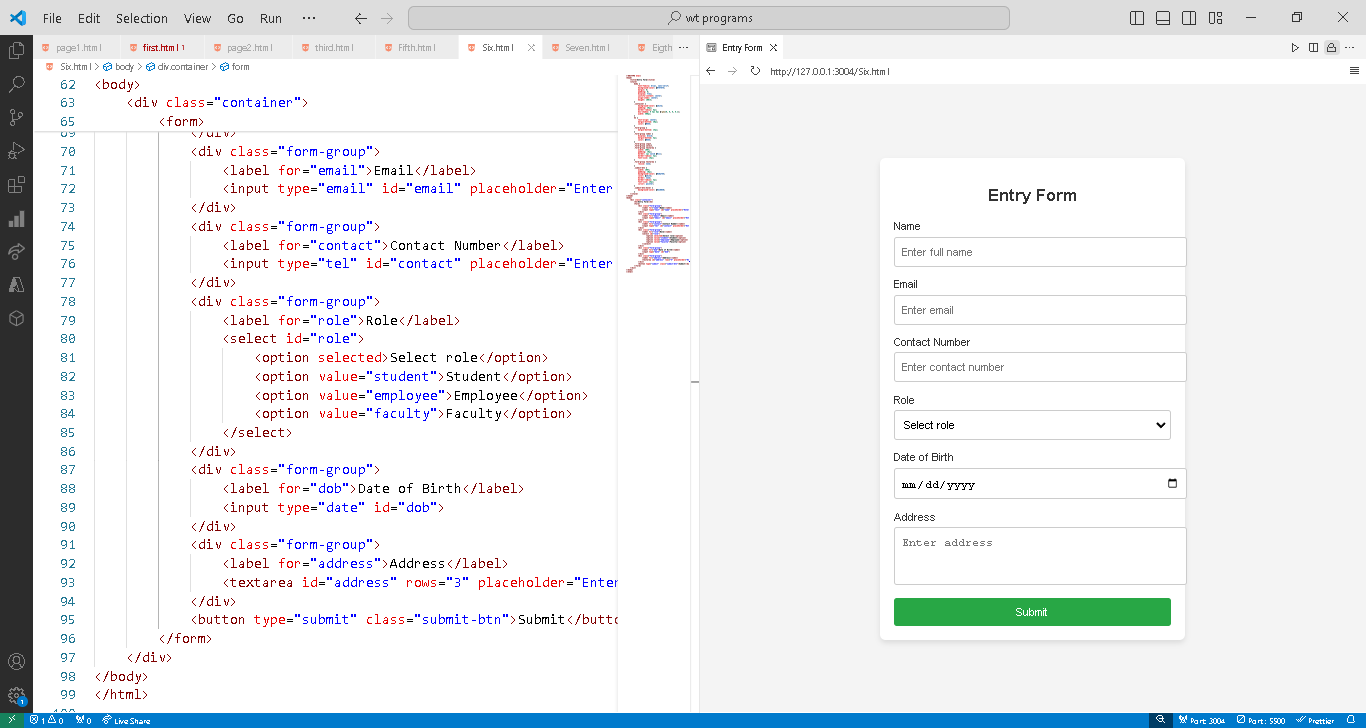 File Edit Selection View Go Run ··· wt programs
page1.html first.html 1 page2.html third.html Fifth.html Six.html Seven.html Eigth ···
Six.html > body > div.container > form
62 <body>
63 <div class="container">
65 <form>
69 </div>
70 <div class="form-group">
71 <label for="email">Email</label>
72 <input type="email" id="email" placeholder="Enter
73 </div>
74 <div class="form-group">
75 <label for="contact">Contact Number</label>
76 <input type="tel" id="contact" placeholder="Enter
77 </div>
78 <div class="form-group">
79 <label for="role">Role</label>
80 <select id="role">
81 <option selected>Select role</option>
82 <option value="student">Student</option>
83 <option value="employee">Employee</option>
84 <option value="faculty">Faculty</option>
85 </select>
86 </div>
87 <div class="form-group">
88 <label for="dob">Date of Birth</label>
89 <input type="date" id="dob">
90 </div>
91 <div class="form-group">
92 <label for="address">Address</label>
93 <textarea id="address" rows="3" placeholder="Enter
94 </div>
95 <button type="submit" class="submit-btn">Submit</butto
96 </form>
97 </div>
98 </body>
99 </html>
Entry Form
http://127.0.0.1:3004/Six.html
Entry Form
Name
Enter full name
Email
Enter email
Contact Number
Enter contact number
Role
Select role
Date of Birth
mm/dd/yyyy
Address
Enter address
Submit
1
1 0 0 Live Share Port: 3004 Port: 5500 Prettier